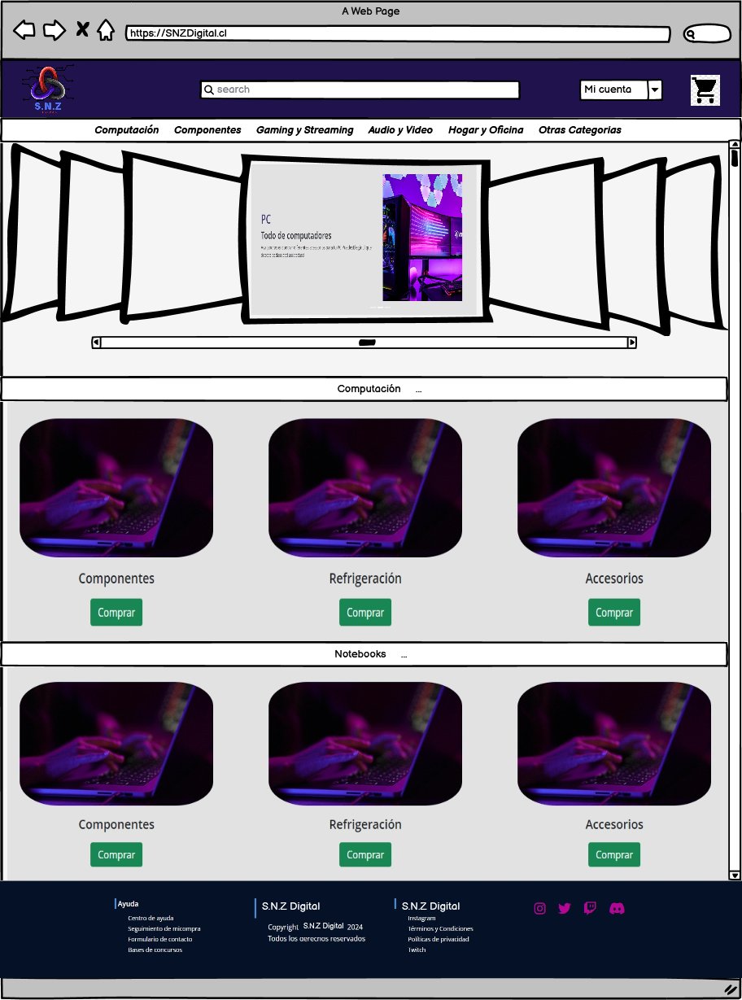 A Web Page
https://SNZDigital.cl
S.N.Z
search
Mi cuenta
Computación Componentes Gaming y Streaming Audio y Video Hogar y Oficina Otras Categorias
PC
Todo de computadores
Computación ...
Componentes Refrigeración Accesorios
Comprar Comprar Comprar
Notebooks ...
Componentes Refrigeración Accesorios
Comprar Comprar Comprar
Ayuda
Centro de ayuda
Seguimiento de micompra
Formulario de contacto
Bases de concursos
S.N.Z Digital
Copyright S.N.Z Digital 2024
Todos los derechos reservados
S.N.Z Digital
Instagram
Términos y Condiciones
Políticas de privacidad
Twitch